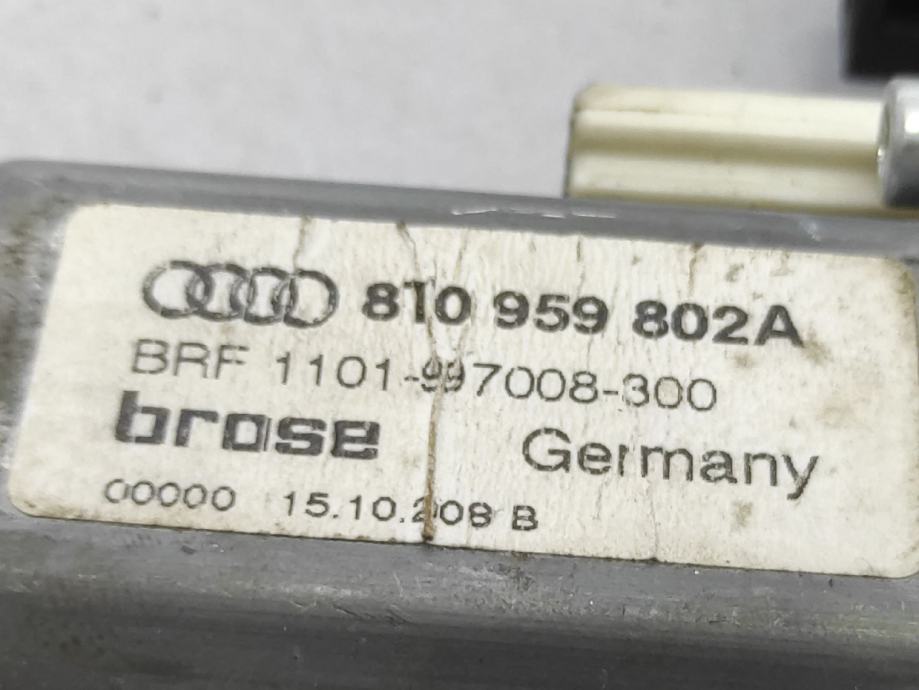 8T0 959 802A
BRF 1101-997008-300
brose Germany
00000 15.10.208 B